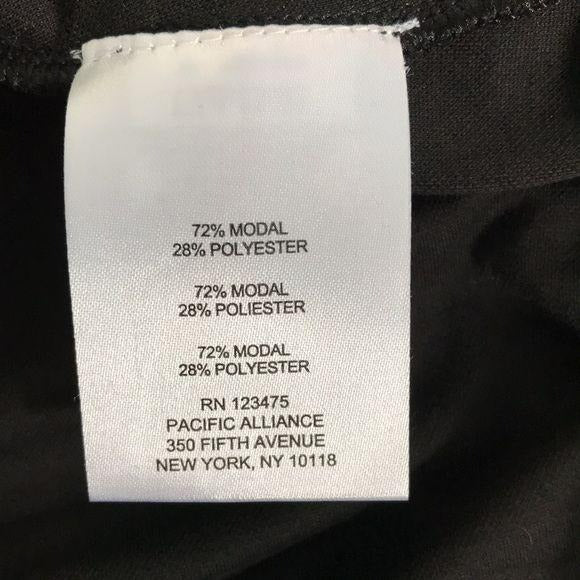 72% MODAL
28% POLYESTER
72% MODAL
28% POLIESTER
72% MODAL
28% POLYESTER
RN 123475
PACIFIC ALLIANCE
350 FIFTH AVENUE
NEW YORK, NY 10118